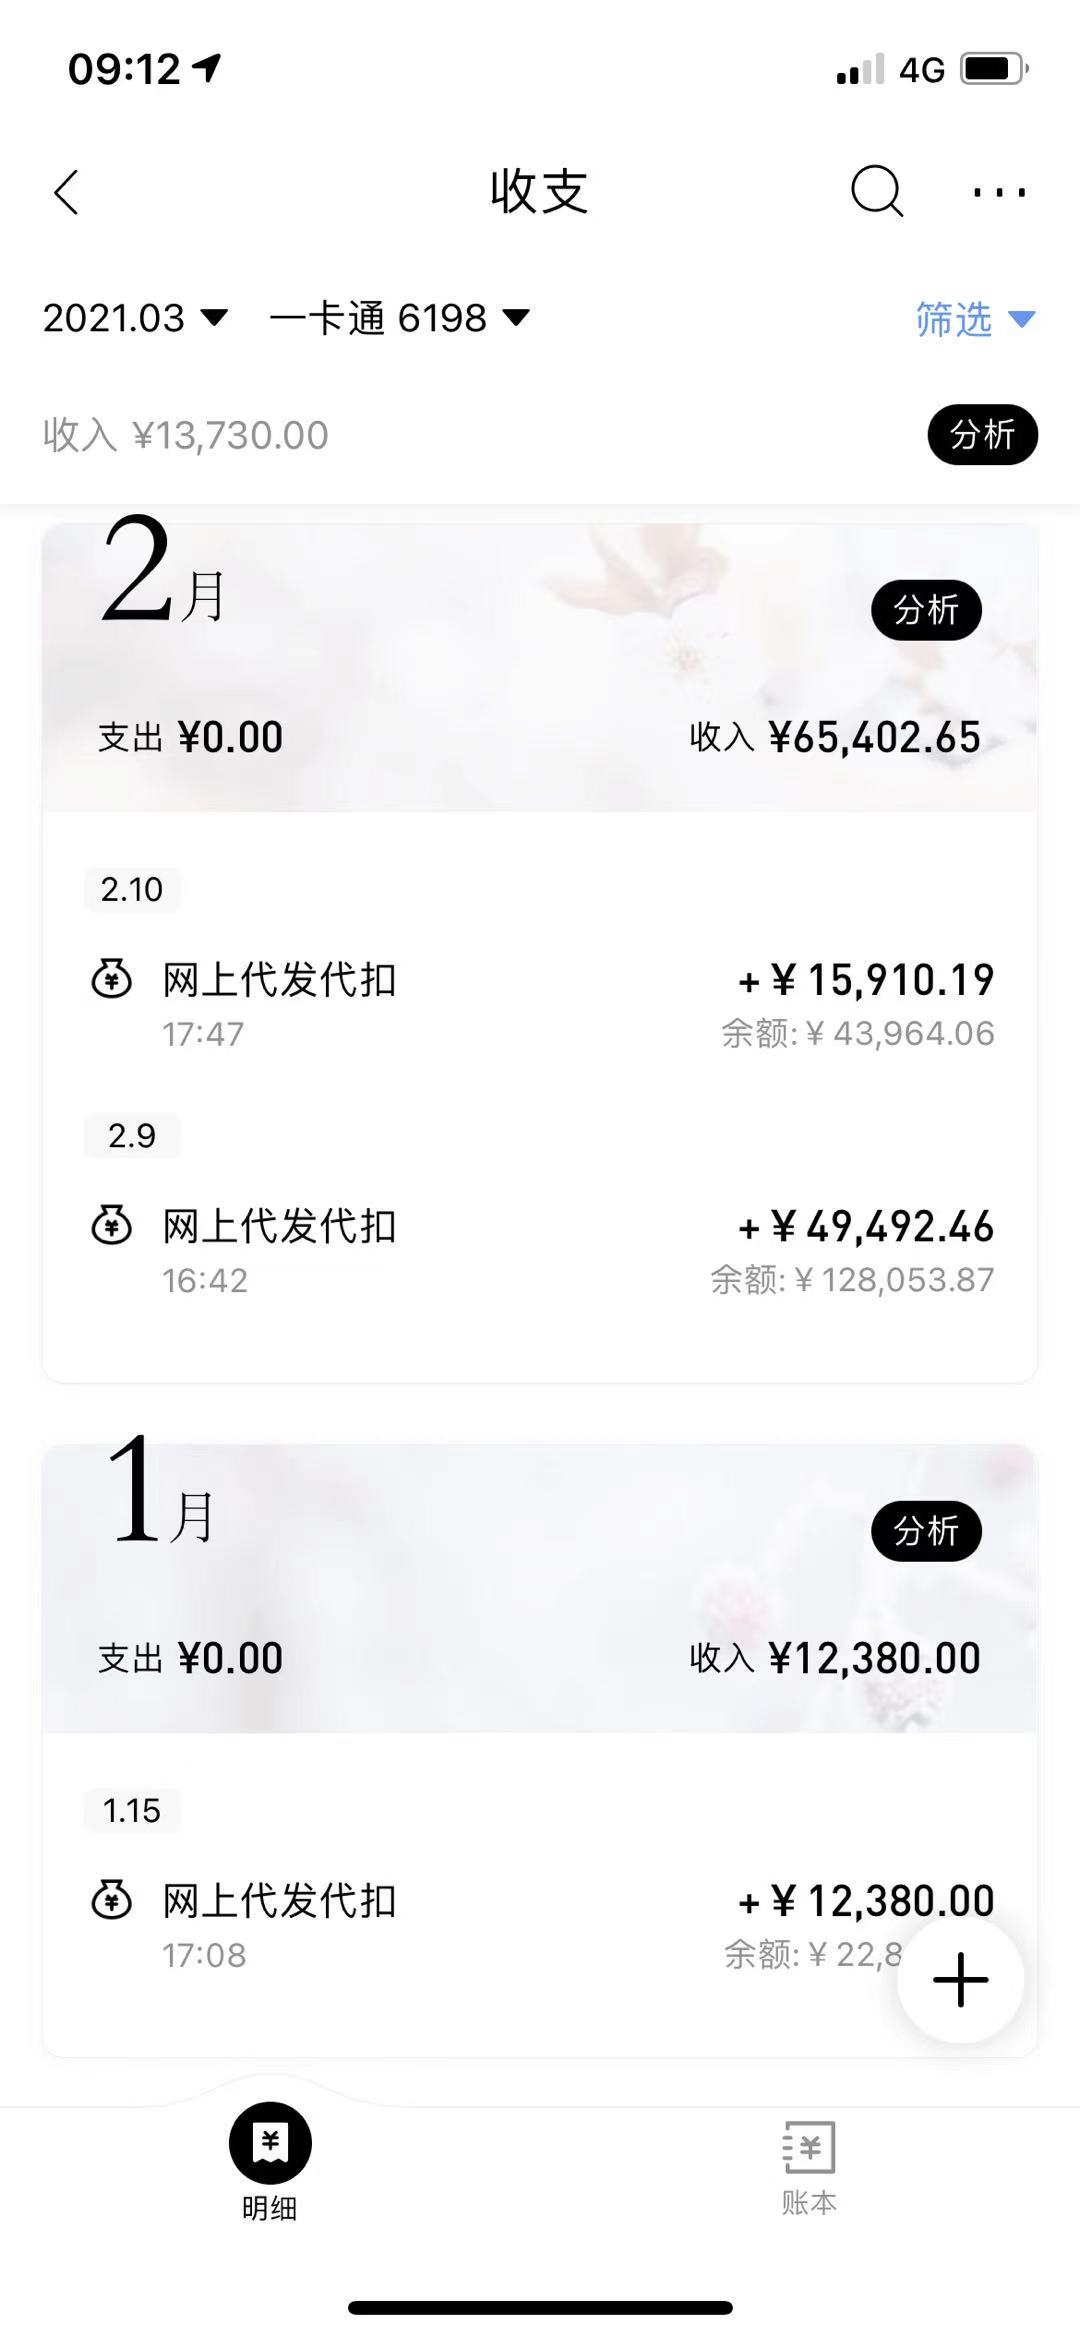 09:12 4G
收支
2021.03 一卡通 6198 筛选
收入 ¥13,730.00 分析
2月 分析
支出 ¥0.00 收入 ¥65,402.65
2.10
网上代发代扣 + ¥ 15,910.19
17:47 余额: ¥ 43,964.06
2.9
网上代发代扣 + ¥ 49,492.46
16:42 余额: ¥ 128,053.87
1月 分析
支出 ¥0.00 收入 ¥12,380.00
1.15
网上代发代扣 + ¥ 12,380.00
17:08 余额: ¥ 22,8
明细 账本